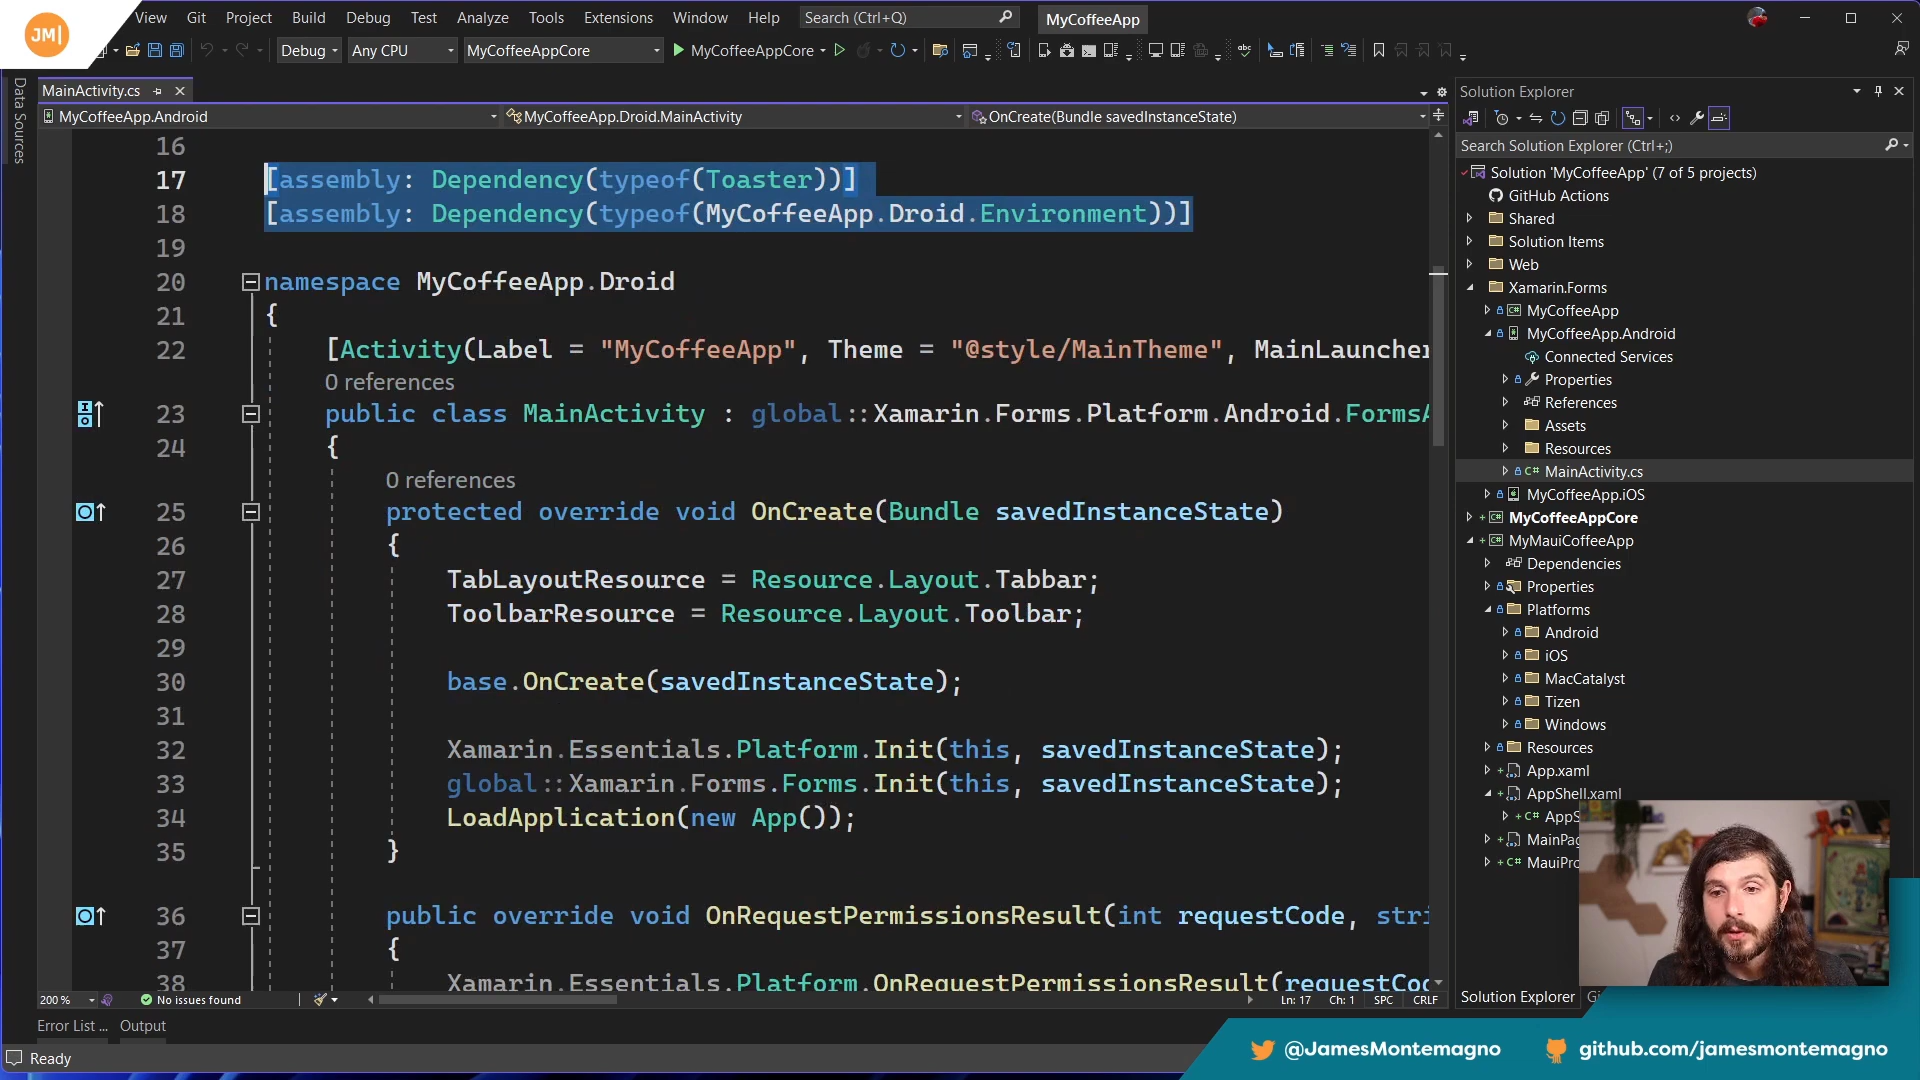 JM|
View Git Project Build Debug Test Analyze Tools Extensions Window Help Search (Ctrl+Q) MyCoffeeApp
Debug Any CPU MyCoffeeAppCore MyCoffeeAppCore
Data Sources
MainActivity.cs
MyCoffeeApp.Android MyCoffeeApp.Droid.MainActivity OnCreate(Bundle savedInstanceState)
16
17 [assembly: Dependency(typeof(Toaster))]
18 [assembly: Dependency(typeof(MyCoffeeApp.Droid.Environment))]
19
20 namespace MyCoffeeApp.Droid
21 {
22 [Activity(Label = "MyCoffeeApp", Theme = "@style/MainTheme", MainLauncher
0 references
23 public class MainActivity : global::Xamarin.Forms.Platform.Android.FormsA
24 {
0 references
25 protected override void OnCreate(Bundle savedInstanceState)
26 {
27 TabLayoutResource = Resource.Layout.Tabbar;
28 ToolbarResource = Resource.Layout.Toolbar;
29
30 base.OnCreate(savedInstanceState);
31
32 Xamarin.Essentials.Platform.Init(this, savedInstanceState);
33 global::Xamarin.Forms.Forms.Init(this, savedInstanceState);
34 LoadApplication(new App());
35 }
36 public override void OnRequestPermissionsResult(int requestCode, stri
37 {
38 Xamarin.Essentials.Platform.OnRequestPermissionsResult(requestCod
200 % No issues found Ln: 17 Ch: 1 SPC CRLF
Error List ... Output
Ready
Solution Explorer
Search Solution Explorer (Ctrl+;)
Solution 'MyCoffeeApp' (7 of 5 projects)
GitHub Actions
Shared
Solution Items
Web
Xamarin.Forms
MyCoffeeApp
MyCoffeeApp.Android
Connected Services
Properties
References
Assets
Resources
MainActivity.cs
MyCoffeeApp.iOS
MyCoffeeAppCore
MyMauiCoffeeApp
Dependencies
Properties
Platforms
Android
iOS
MacCatalyst
Tizen
Windows
Resources
App.xaml
AppShell.xaml
AppS
MainPag
MauiPro
Solution Explorer Gi
@JamesMontemagno github.com/jamesmontemagno